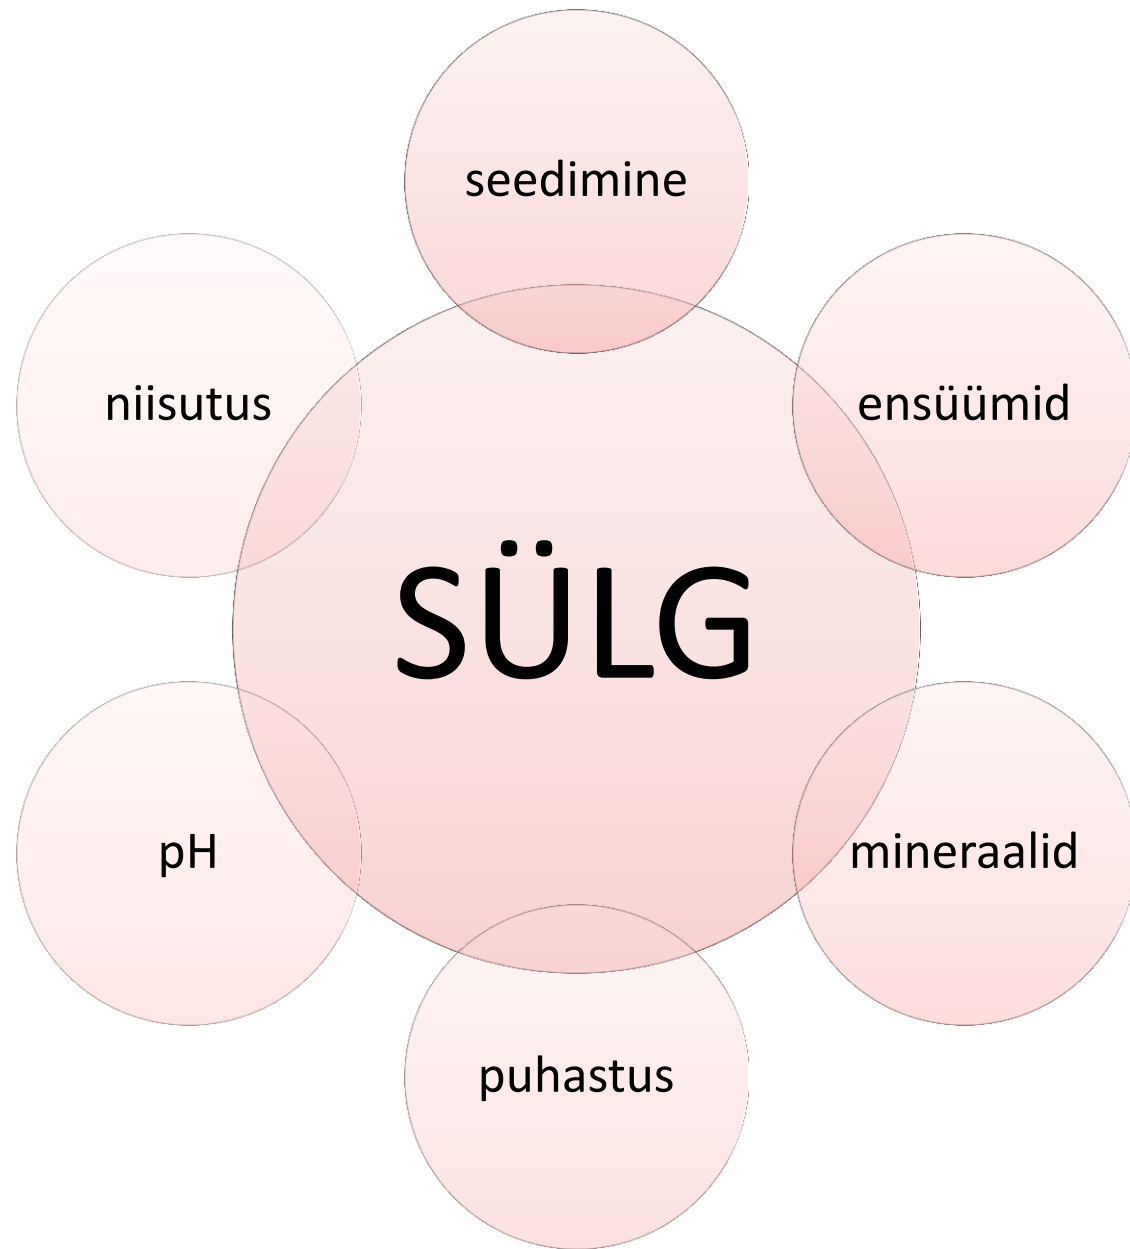 seedimine
niisutus
ensüümid
SÜLG
pH
mineraalid
puhastus